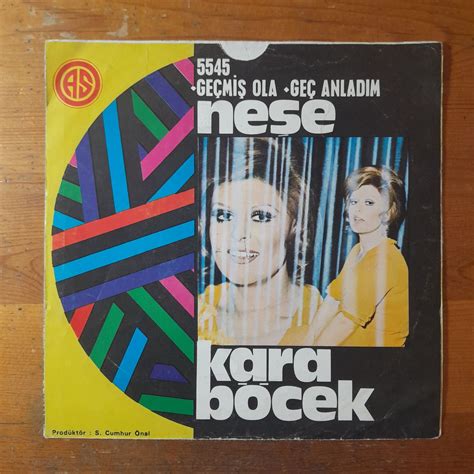 AS
5545
•GEÇMİŞ OLA •GEÇ ANLADIM
neşe
kara
böcek
Prodüktör : S. Cumhur Önal